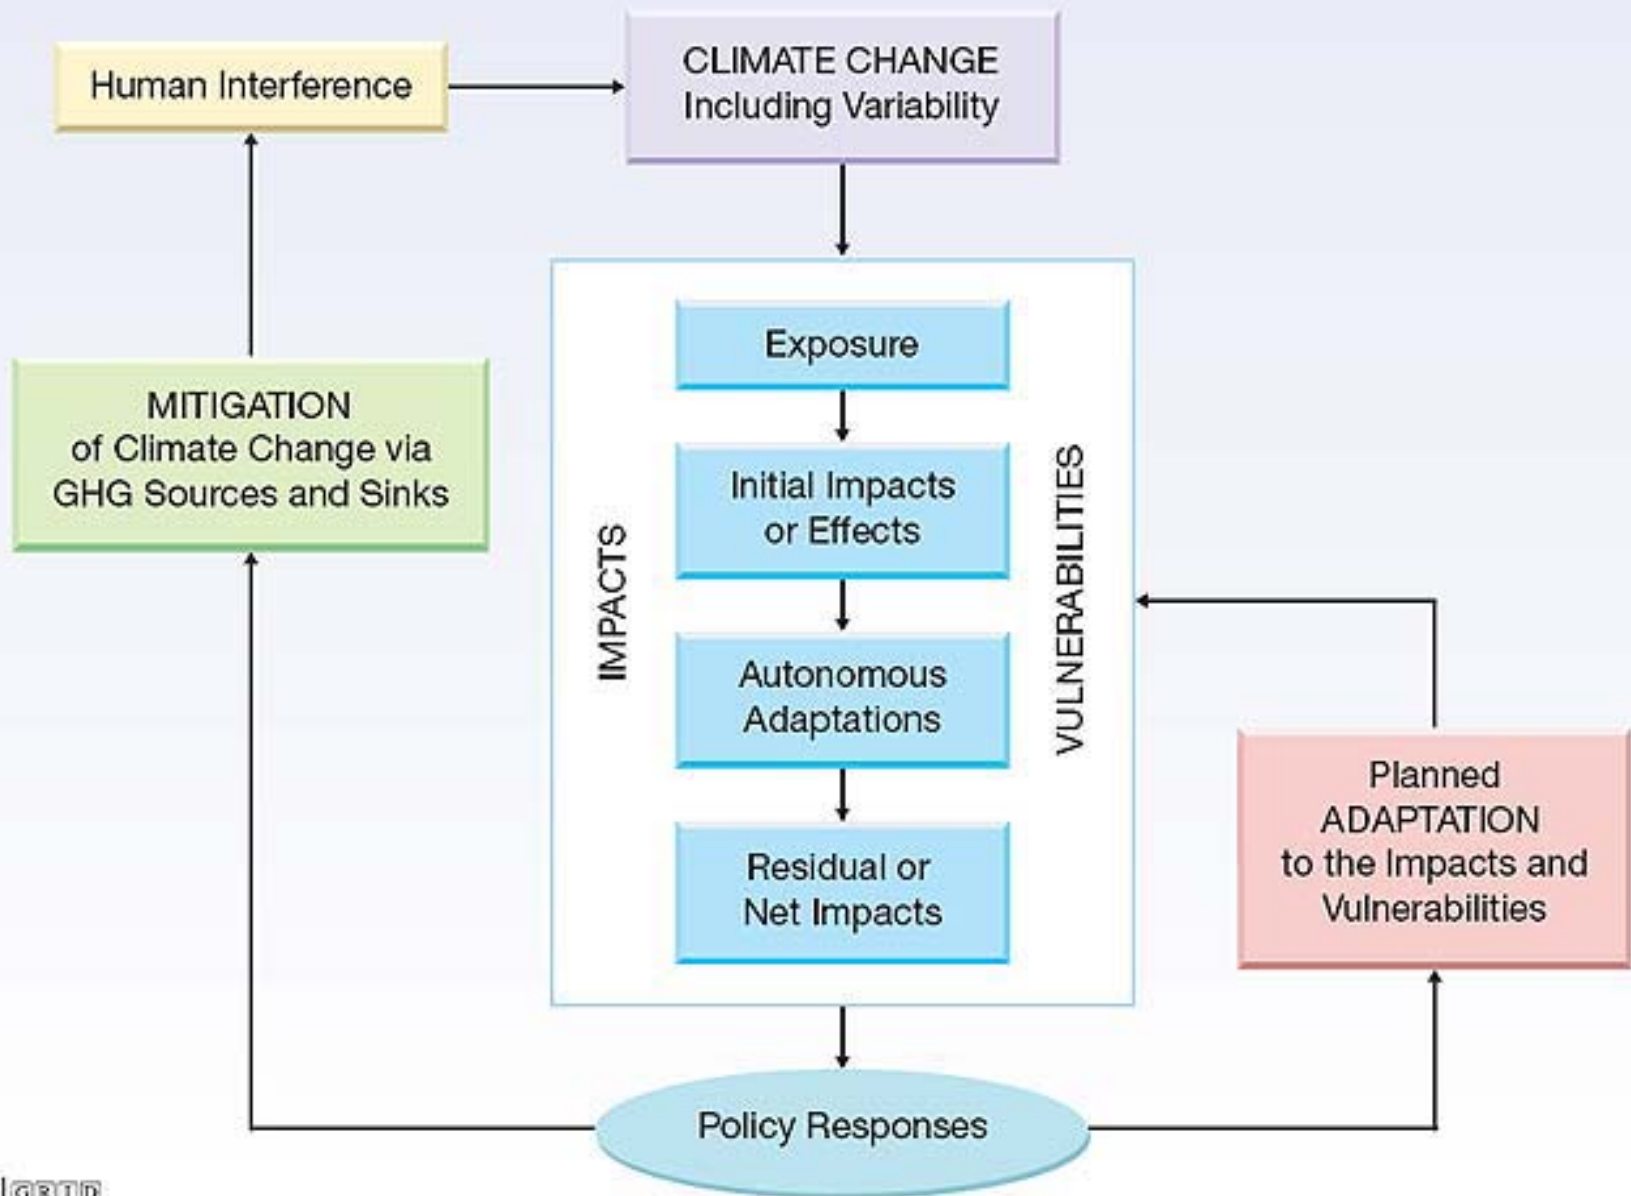 Human Interference
CLIMATE CHANGE
Including Variability
MITIGATION
of Climate Change via
GHG Sources and Sinks
IMPACTS
Exposure
Initial Impacts
or Effects
Autonomous
Adaptations
Residual or
Net Impacts
VULNERABILITIES
Planned
ADAPTATION
to the Impacts and
Vulnerabilities
Policy Responses
GRID